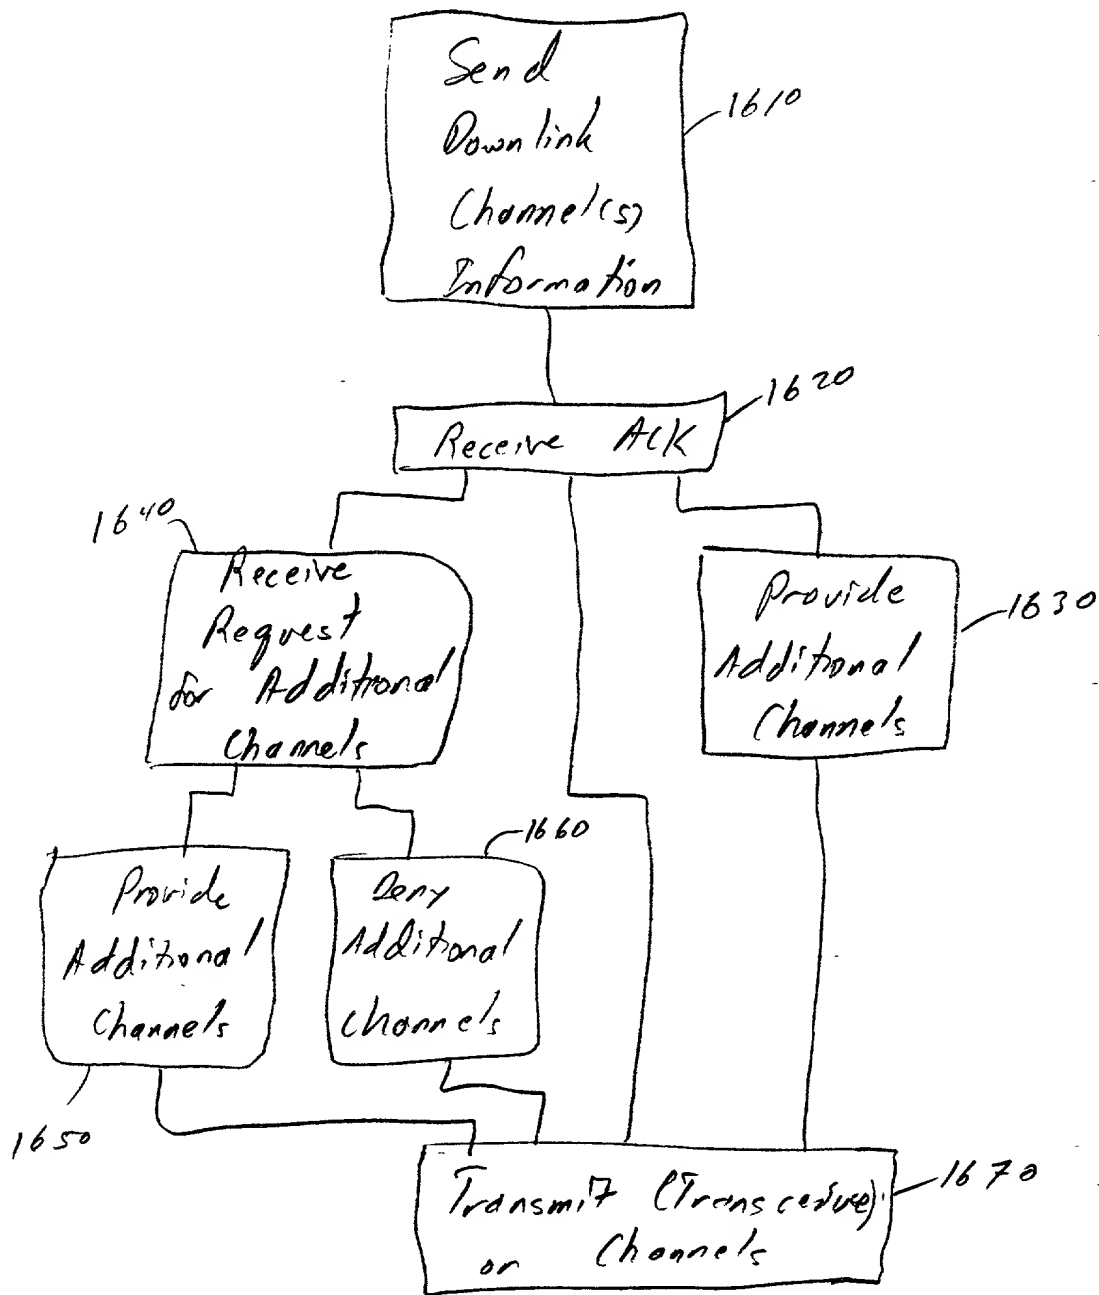 Send
Downlink
Channel(s)
Information
1610
Receive ACK
1620
1640
Receive
Request
for Additional
Channels
Provide
Additional
Channels
1630
Provide
Additional
Channels
1650
1660
Deny
Additional
Channels
Transmit (Transceive)
on Channels
1670